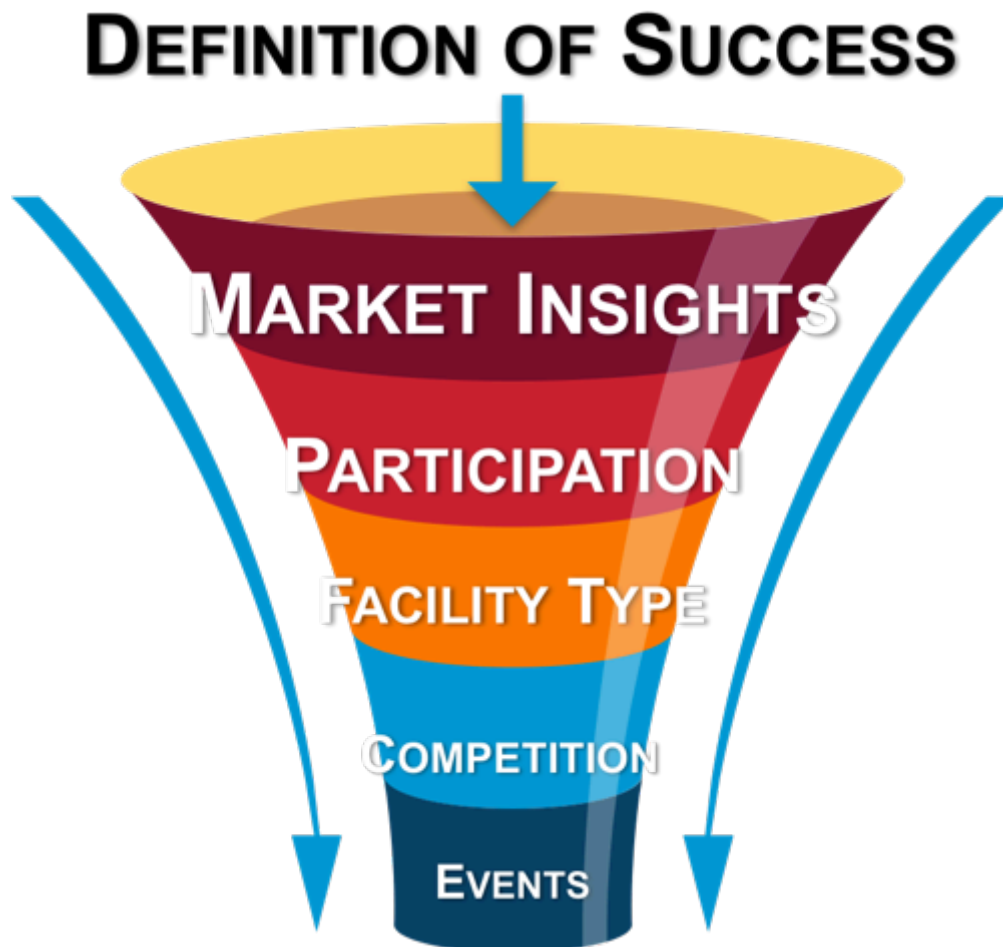 DEFINITION OF SUCCESS
MARKET INSIGHTS
PARTICIPATION
FACILITY TYPE
COMPETITION
EVENTS